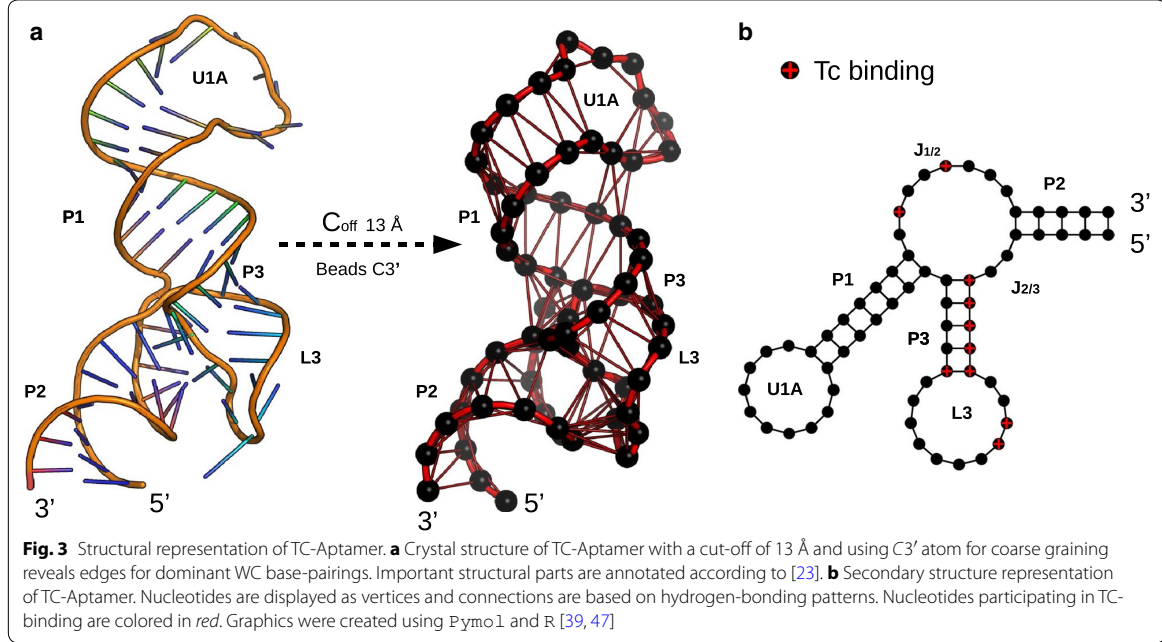 a
U1A
P1
P3
L3
P2
3’
5’
Coff 13 Å
Beads C3’
U1A
P1
P3
L3
P2
5’
3’
b
Tc binding
J1/2
P2
3’
5’
P1
J2/3
P3
U1A
L3
Fig. 3 Structural representation of TC-Aptamer. a Crystal structure of TC-Aptamer with a cut-off of 13 Å and using C3′ atom for coarse graining
reveals edges for dominant WC base-pairings. Important structural parts are annotated according to [23]. b Secondary structure representation
of TC-Aptamer. Nucleotides are displayed as vertices and connections are based on hydrogen-bonding patterns. Nucleotides participating in TC-
binding are colored in red. Graphics were created using Pymol and R [39, 47]